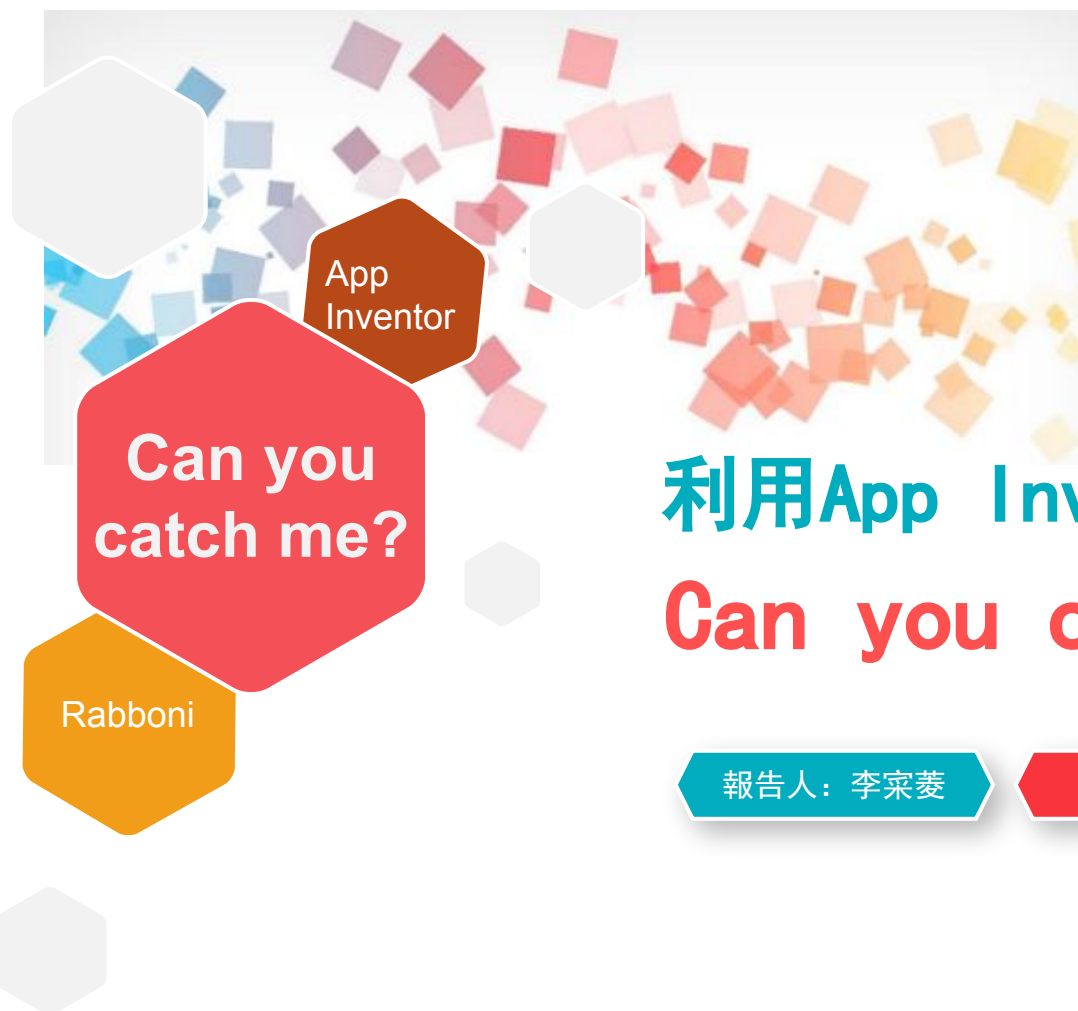 App
Inventor
Can you
catch me?
Rabboni
利用App Inv
Can you c
報告人：李寀菱